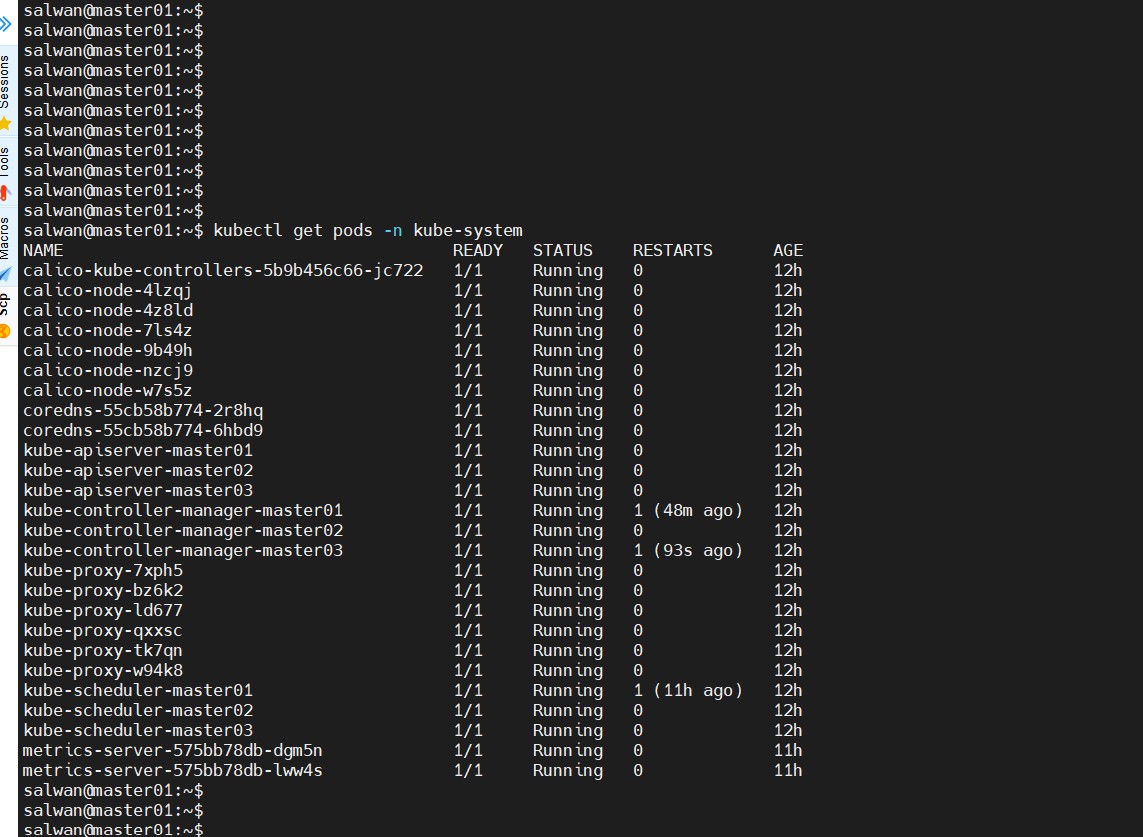 salwan@master01:~$
salwan@master01:~$
salwan@master01:~$
salwan@master01:~$
salwan@master01:~$
salwan@master01:~$
salwan@master01:~$
salwan@master01:~$
salwan@master01:~$
salwan@master01:~$
salwan@master01:~$
salwan@master01:~$ kubectl get pods -n kube-system
NAME READY STATUS RESTARTS AGE
calico-kube-controllers-5b9b456c66-jc722 1/1 Running 0 12h
calico-node-4lzqj 1/1 Running 0 12h
calico-node-4z8ld 1/1 Running 0 12h
calico-node-7ls4z 1/1 Running 0 12h
calico-node-9b49h 1/1 Running 0 12h
calico-node-nzcj9 1/1 Running 0 12h
calico-node-w7s5z 1/1 Running 0 12h
coredns-55cb58b774-2r8hq 1/1 Running 0 12h
coredns-55cb58b774-6hbd9 1/1 Running 0 12h
kube-apiserver-master01 1/1 Running 0 12h
kube-apiserver-master02 1/1 Running 0 12h
kube-apiserver-master03 1/1 Running 0 12h
kube-controller-manager-master01 1/1 Running 1 (48m ago) 12h
kube-controller-manager-master02 1/1 Running 0 12h
kube-controller-manager-master03 1/1 Running 1 (93s ago) 12h
kube-proxy-7xph5 1/1 Running 0 12h
kube-proxy-bz6k2 1/1 Running 0 12h
kube-proxy-ld677 1/1 Running 0 12h
kube-proxy-qxxsc 1/1 Running 0 12h
kube-proxy-tk7qn 1/1 Running 0 12h
kube-proxy-w94k8 1/1 Running 0 12h
kube-scheduler-master01 1/1 Running 1 (11h ago) 12h
kube-scheduler-master02 1/1 Running 0 12h
kube-scheduler-master03 1/1 Running 0 12h
metrics-server-575bb78db-dgm5n 1/1 Running 0 11h
metrics-server-575bb78db-lww4s 1/1 Running 0 11h
salwan@master01:~$
salwan@master01:~$
salwan@master01:~$
Sessions
Tools
Macros
Scp